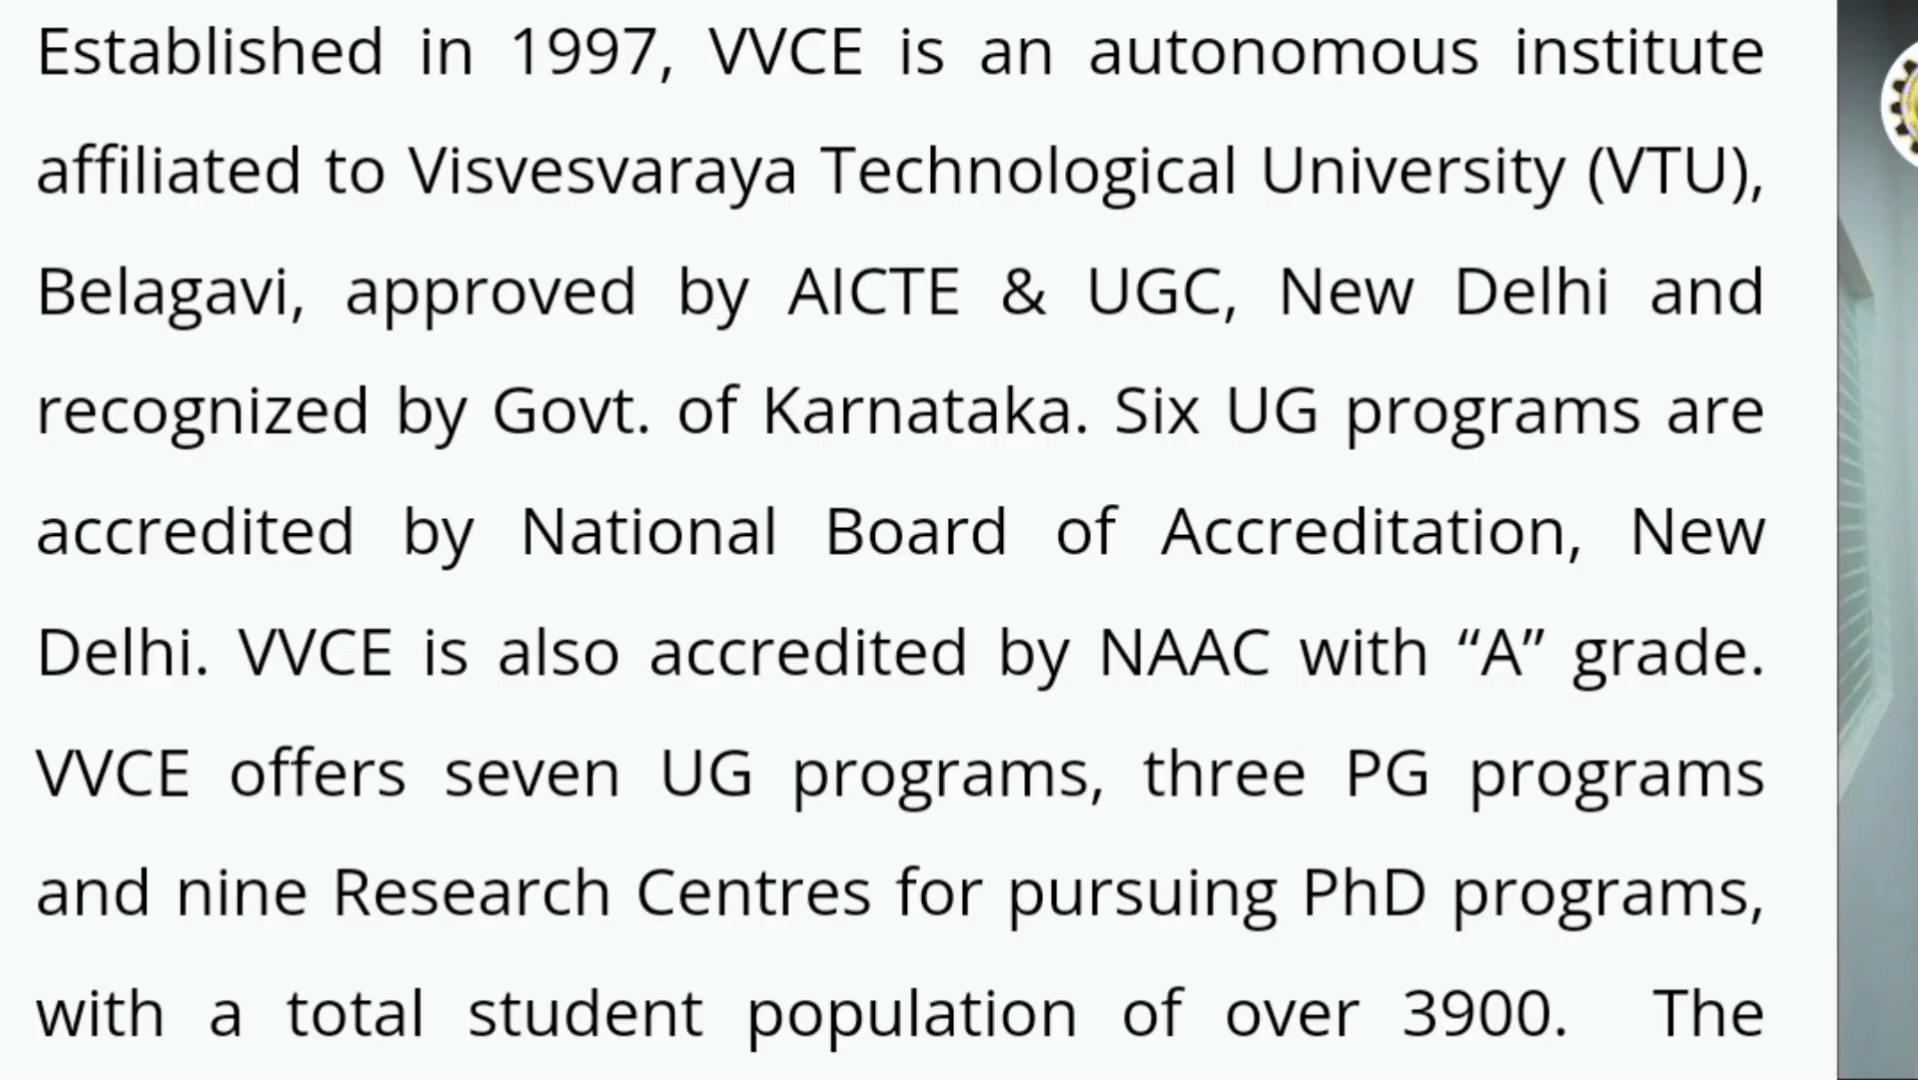 Established in 1997, VVCE is an autonomous institute
affiliated to Visvesvaraya Technological University (VTU),
Belagavi, approved by AICTE & UGC, New Delhi and
recognized by Govt. of Karnataka. Six UG programs are
accredited by National Board of Accreditation, New
Delhi. VVCE is also accredited by NAAC with “A” grade.
VVCE offers seven UG programs, three PG programs
and nine Research Centres for pursuing PhD programs,
with a total student population of over 3900. The